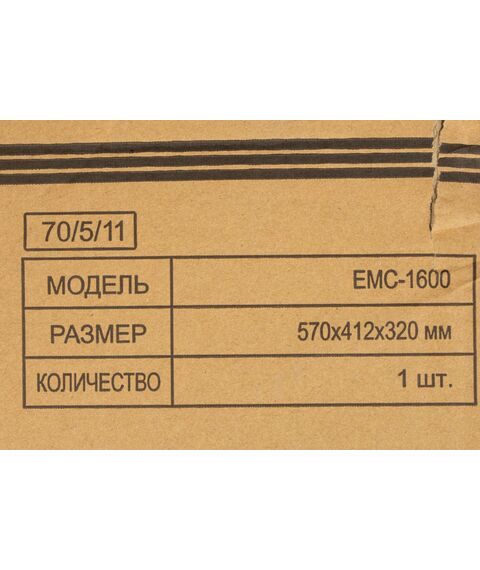 70/5/11
МОДЕЛЬ EMC-1600
РАЗМЕР 570x412x320 мм
КОЛИЧЕСТВО 1 шт.